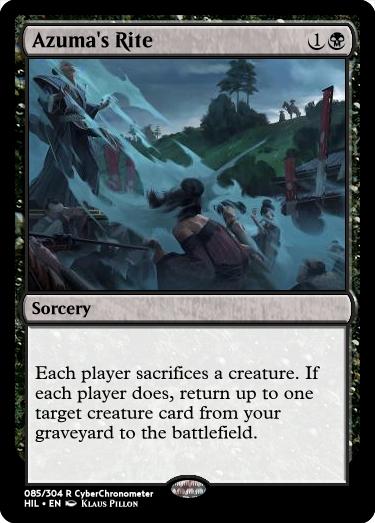 Azuma's Rite 1
Sorcery
Each player sacrifices a creature. If
each player does, return up to one
target creature card from your
graveyard to the battlefield.
085/304 R CyberChronometer
HIL • EN KLAUS PILLON